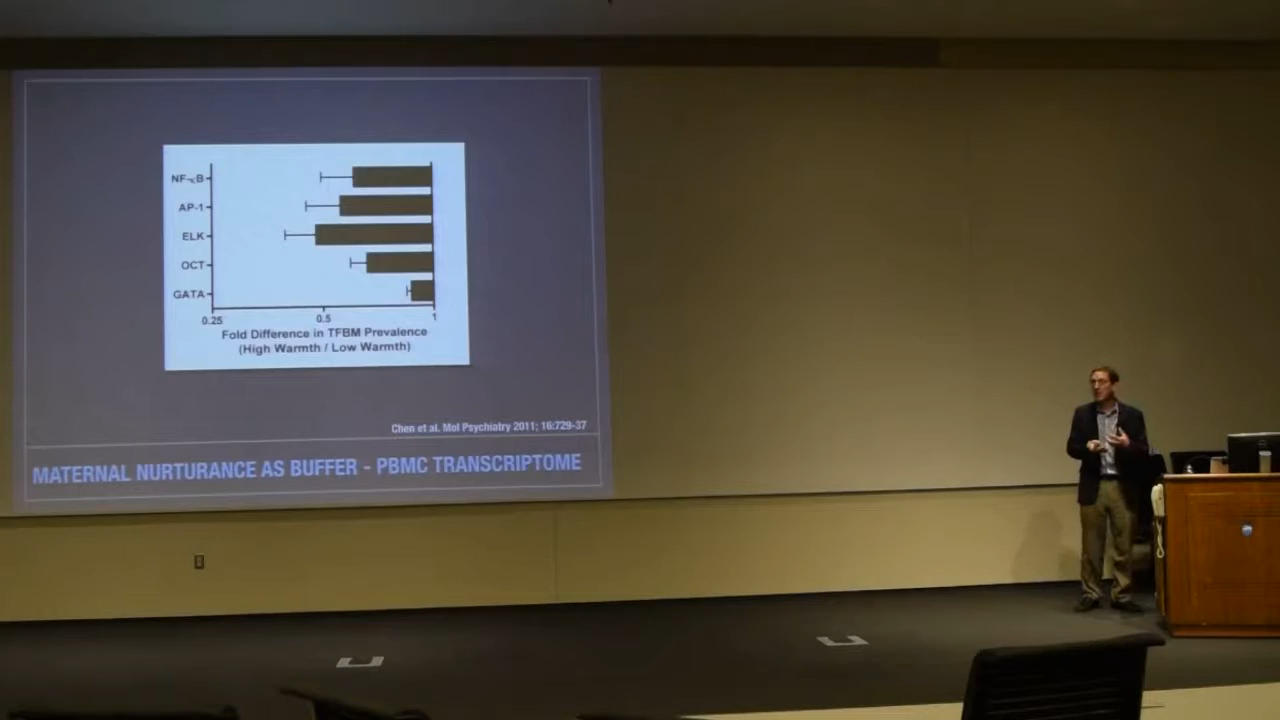 NF-κB
AP-1
ELK
OCT
GATA
0.25 0.5 1
Fold Difference in TFBM Prevalence
(High Warmth / Low Warmth)
Chen et al. Mol Psychiatry 2011; 16:729-37
MATERNAL NURTURANCE AS BUFFER - PBMC TRANSCRIPTOME